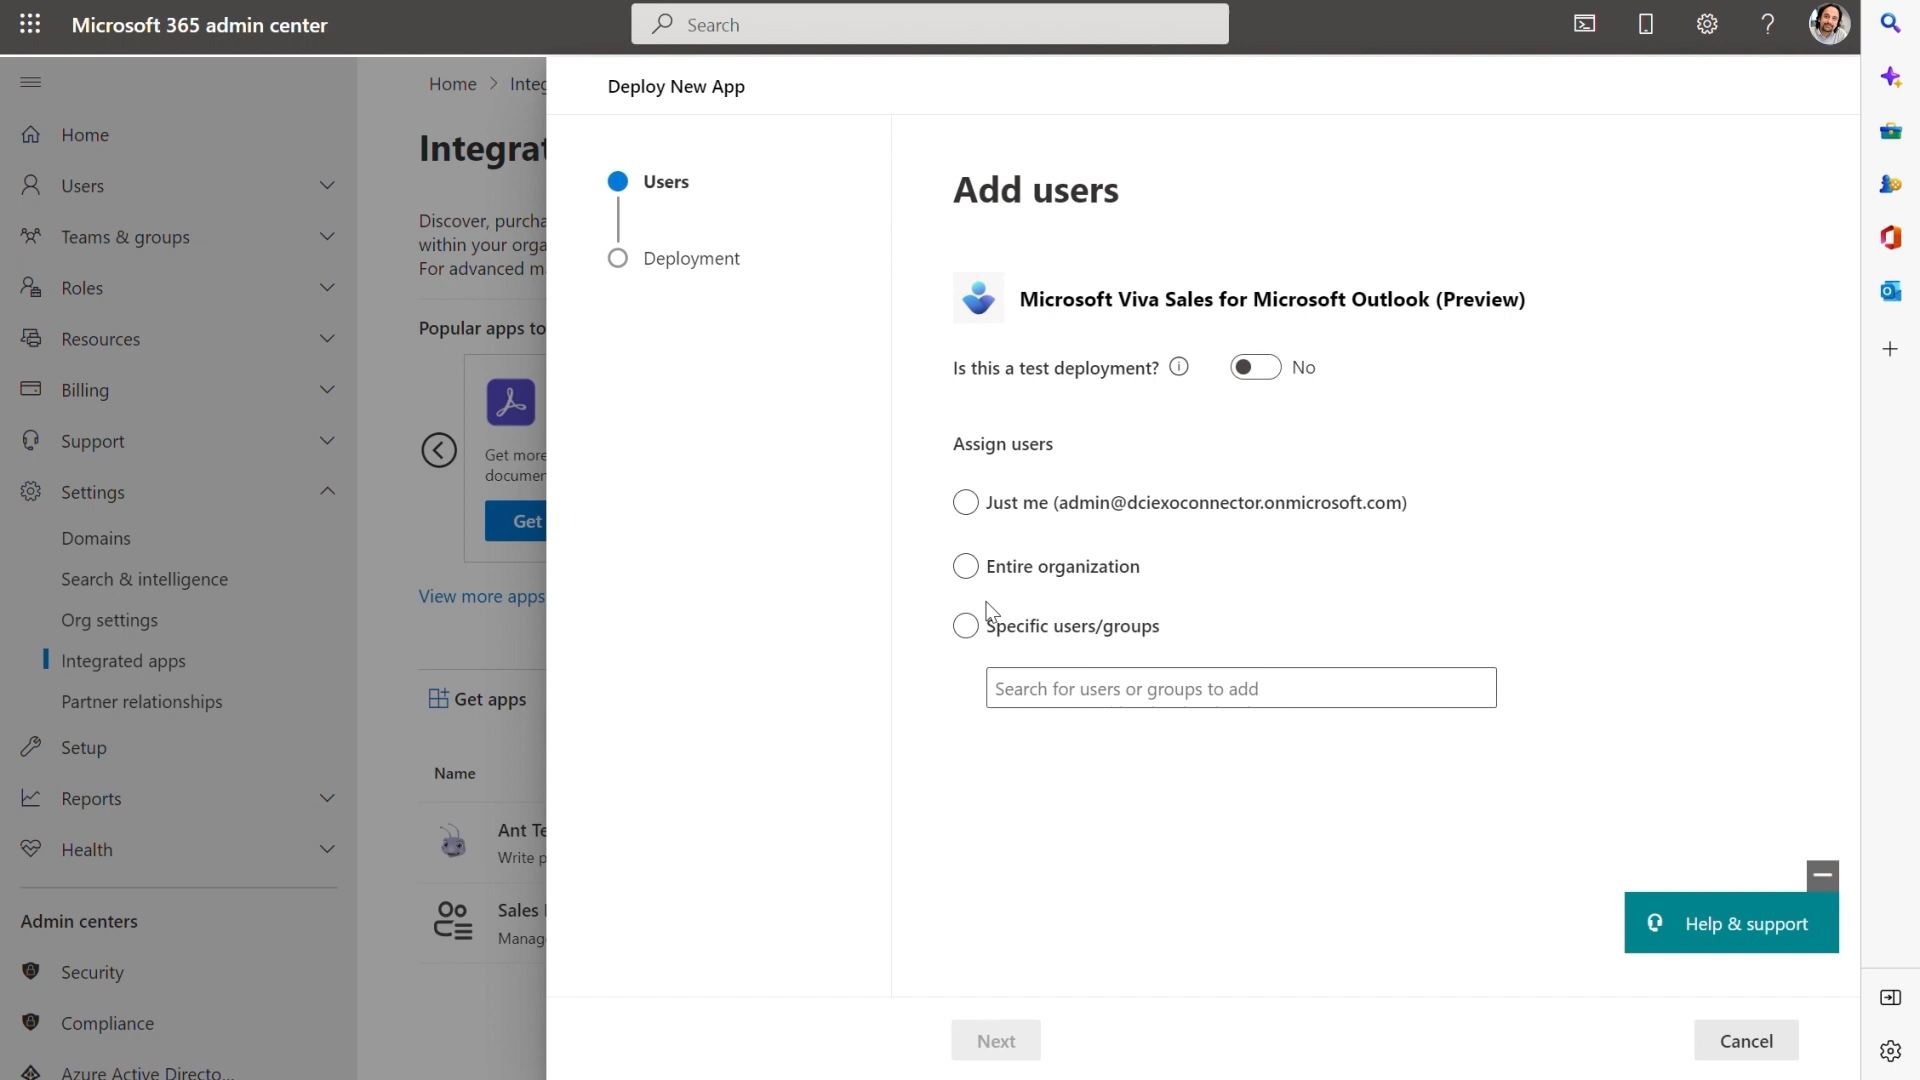 Microsoft 365 admin center
Search
Home
Users
Teams & groups
Roles
Resources
Billing
Support
Settings
Domains
Search & intelligence
Org settings
Integrated apps
Partner relationships
Setup
Reports
Health
Admin centers
Security
Compliance
Azure Active Directo...
Home > Integ
Integrat
Discover, purcha
within your orga
For advanced m
Popular apps to
Get more
documen
Get
View more apps
Get apps
Name
Ant Te
Write p
Sales
Manag
Deploy New App
Users
Deployment
Add users
Microsoft Viva Sales for Microsoft Outlook (Preview)
Is this a test deployment? No
Assign users
Just me (admin@dciexoconnector.onmicrosoft.com)
Entire organization
Specific users/groups
Search for users or groups to add
Help & support
Next
Cancel